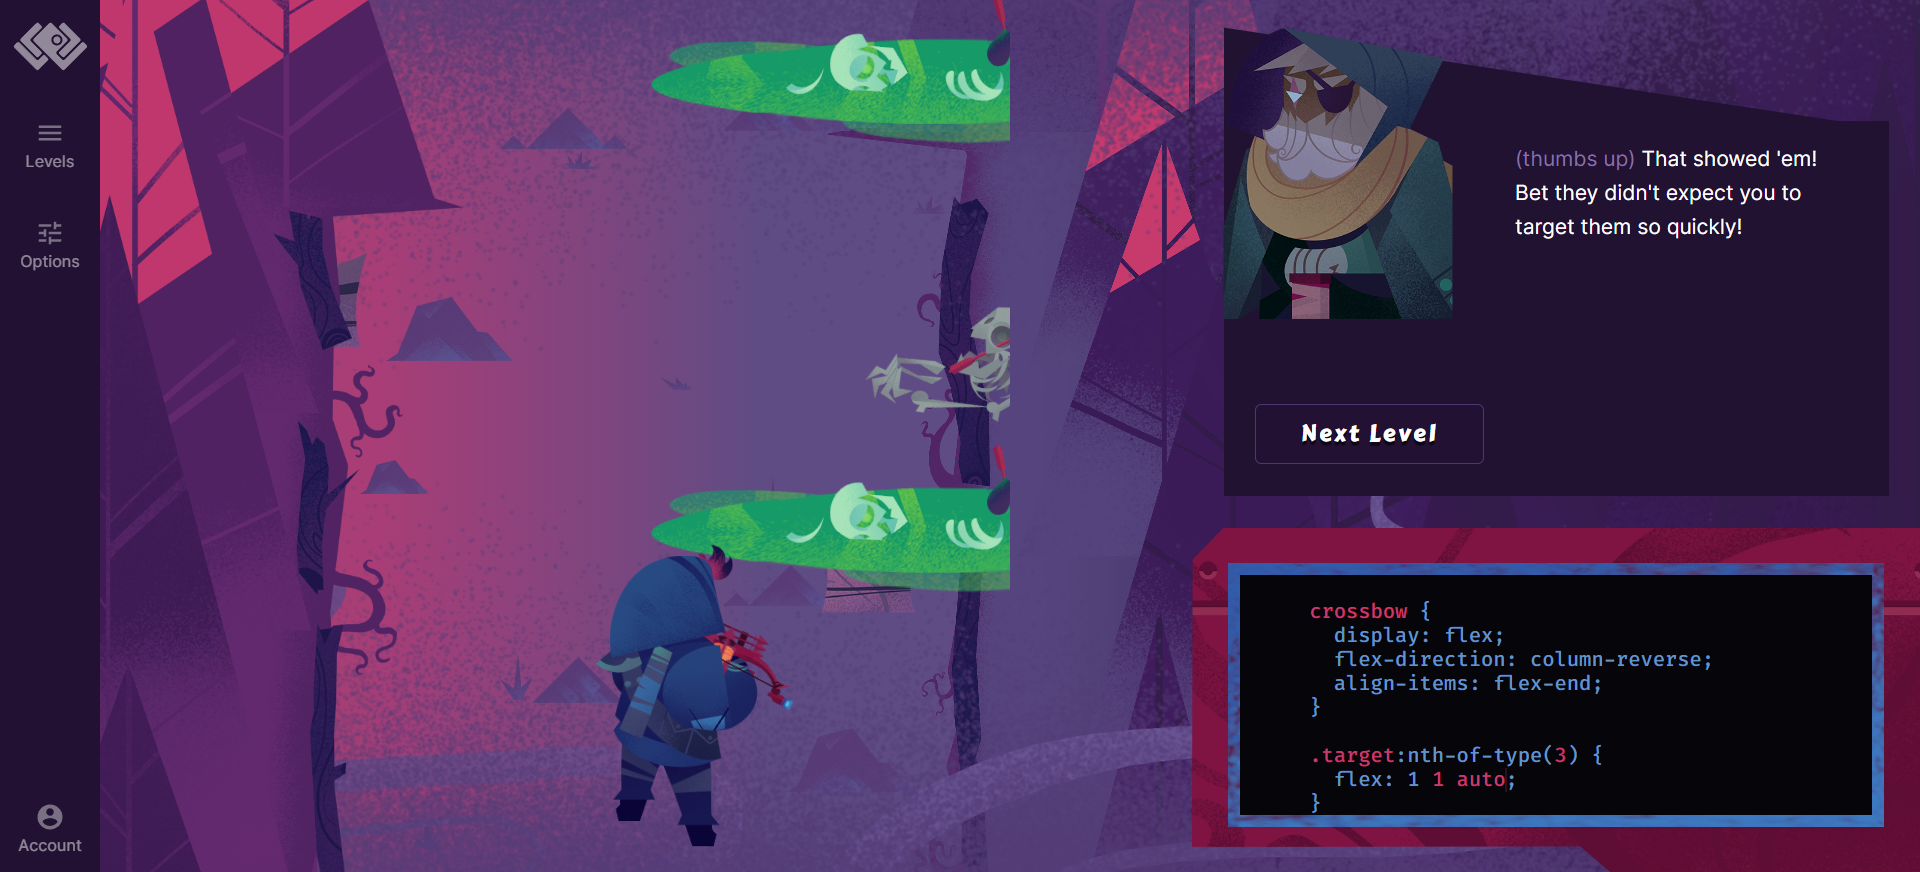 Levels
Options
Account
(thumbs up) That showed 'em!
Bet they didn't expect you to
target them so quickly!
Next Level
crossbow {
display: flex;
flex-direction: column-reverse;
align-items: flex-end;
}
.target:nth-of-type(3) {
flex: 1 1 auto;
}